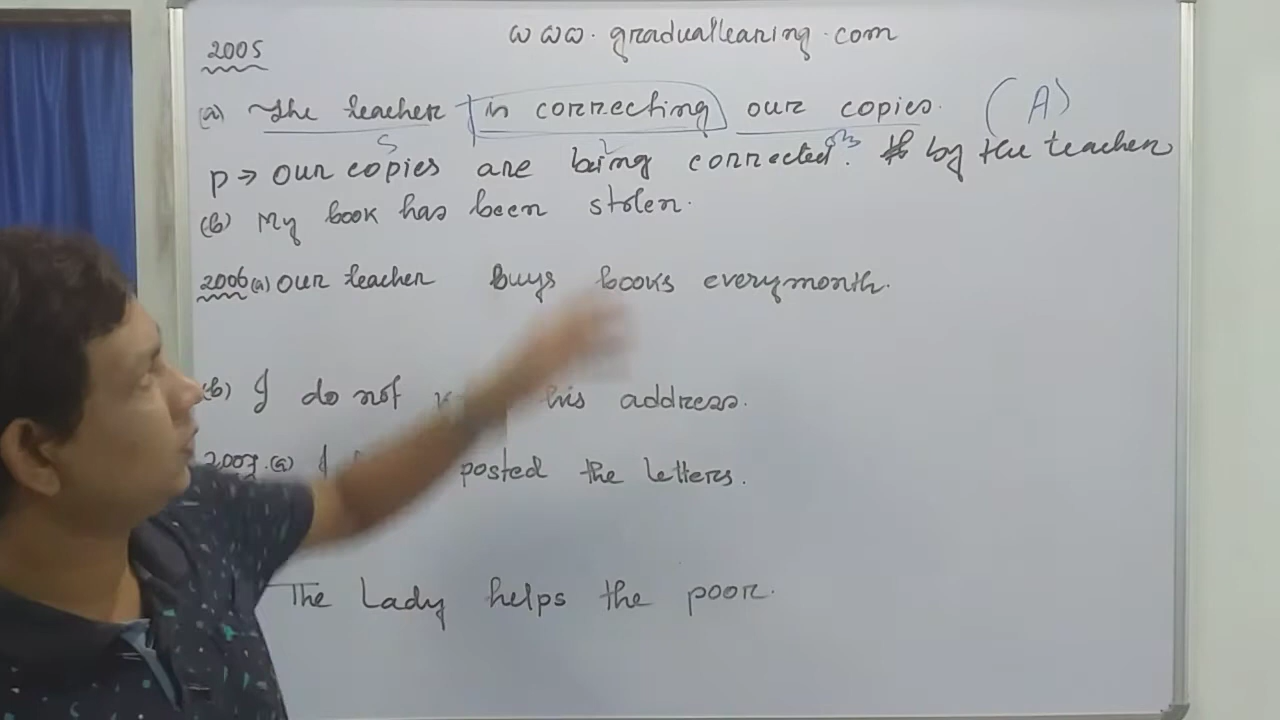 www.graduallearing.com
2005
(a) The teacher is correcting our copies. (A)
S V
P → our copies are being corrected. by the teacher
(b) My book has been stolen.
2006 (a) our teacher buys books everymonth.
(b) I do not his address.
2007. (a) I posted the letters.
The Lady helps the poor.